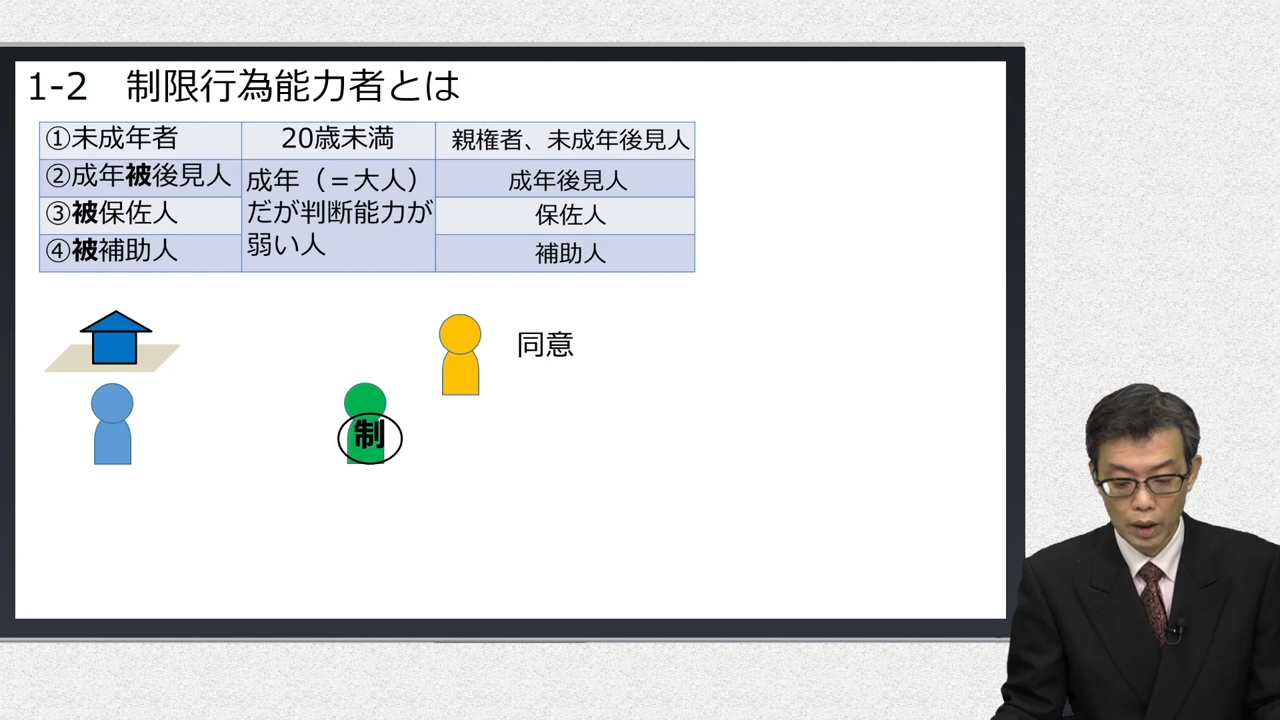 1-2 制限行為能力者とは
①未成年者 20歳未満 親権者、未成年後見人
②成年被後見人 成年(=大人)だが判断能力が弱い人 成年後見人
③被保佐人 保佐人
④被補助人 補助人
同意
制